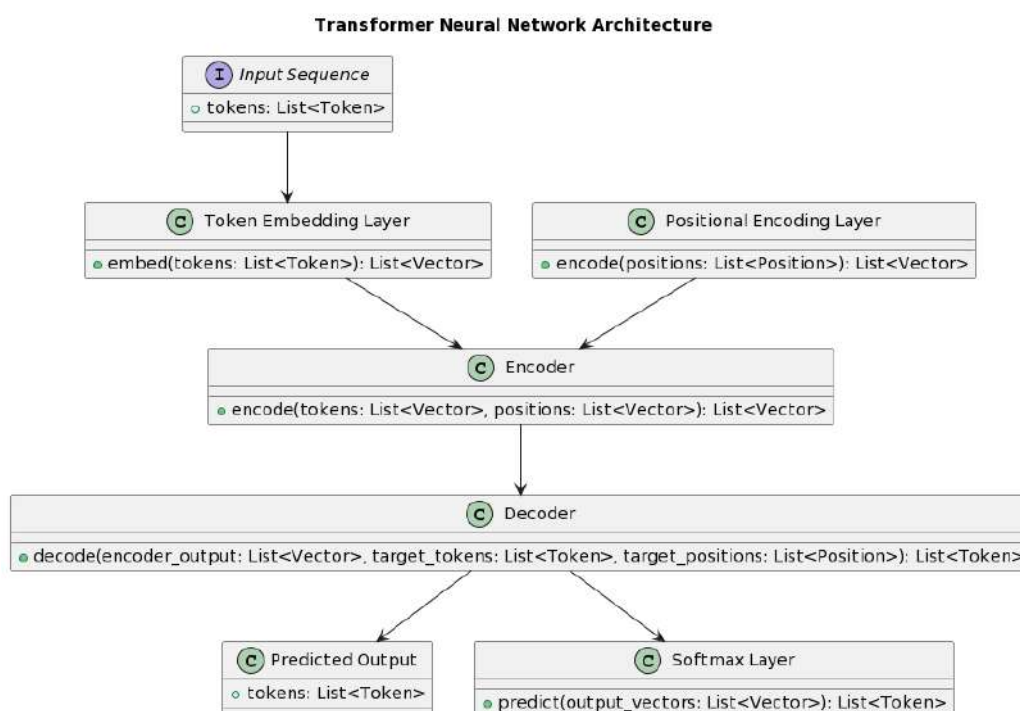 Transformer Neural Network Architecture
I Input Sequence
tokens: List<Token>
C Token Embedding Layer
embed(tokens: List<Token>): List<Vector>
C Positional Encoding Layer
encode(positions: List<Position>): List<Vector>
C Encoder
encode(tokens: List<Vector>, positions: List<Vector>): List<Vector>
C Decoder
decode(encoder_output: List<Vector>, target_tokens: List<Token>, target_positions: List<Position>): List<Token>
C Predicted Output
tokens: List<Token>
C Softmax Layer
predict(output_vectors: List<Vector>): List<Token>